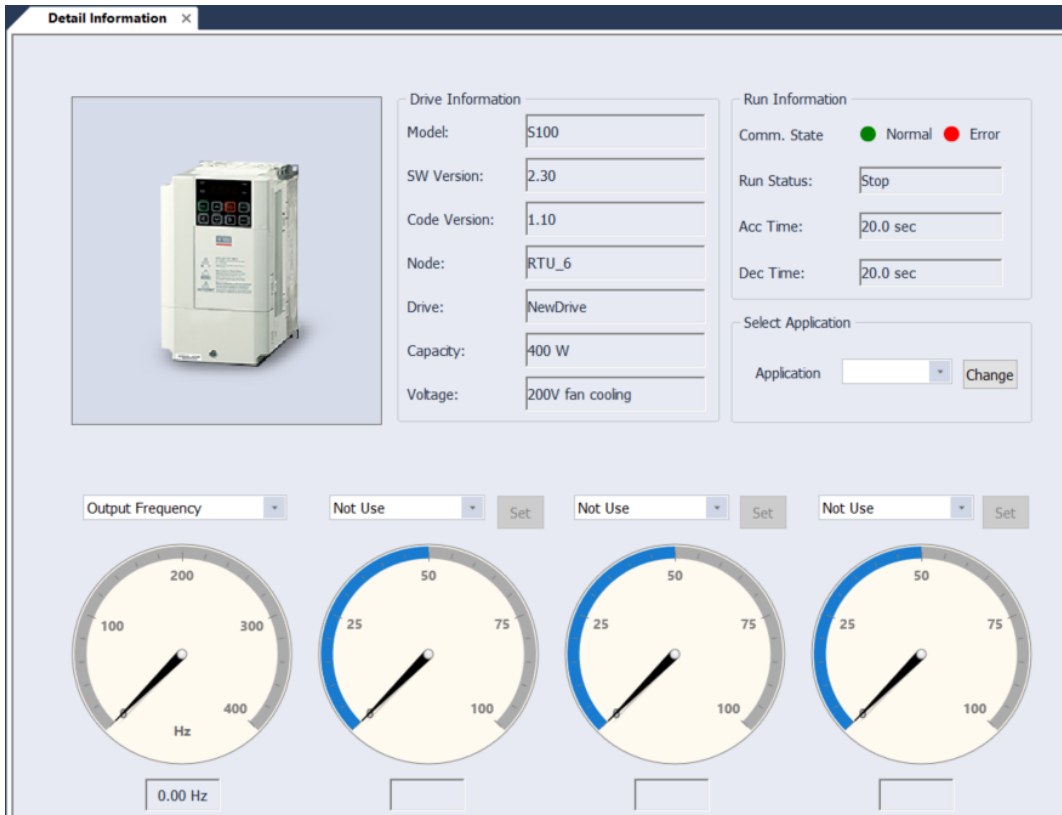 Detail Information ×
Drive Information
Model: S100
SW Version: 2.30
Code Version: 1.10
Node: RTU_6
Drive: NewDrive
Capacity: 400 W
Voltage: 200V fan cooling
Run Information
Comm. State Normal Error
Run Status: Stop
Acc Time: 20.0 sec
Dec Time: 20.0 sec
Select Application
Application Change
Output Frequency
Not Use Set
Not Use Set
Not Use Set
0 100 200 300 400
Hz
0.00 Hz
0 25 50 75 100
0 25 50 75 100
0 25 50 75 100